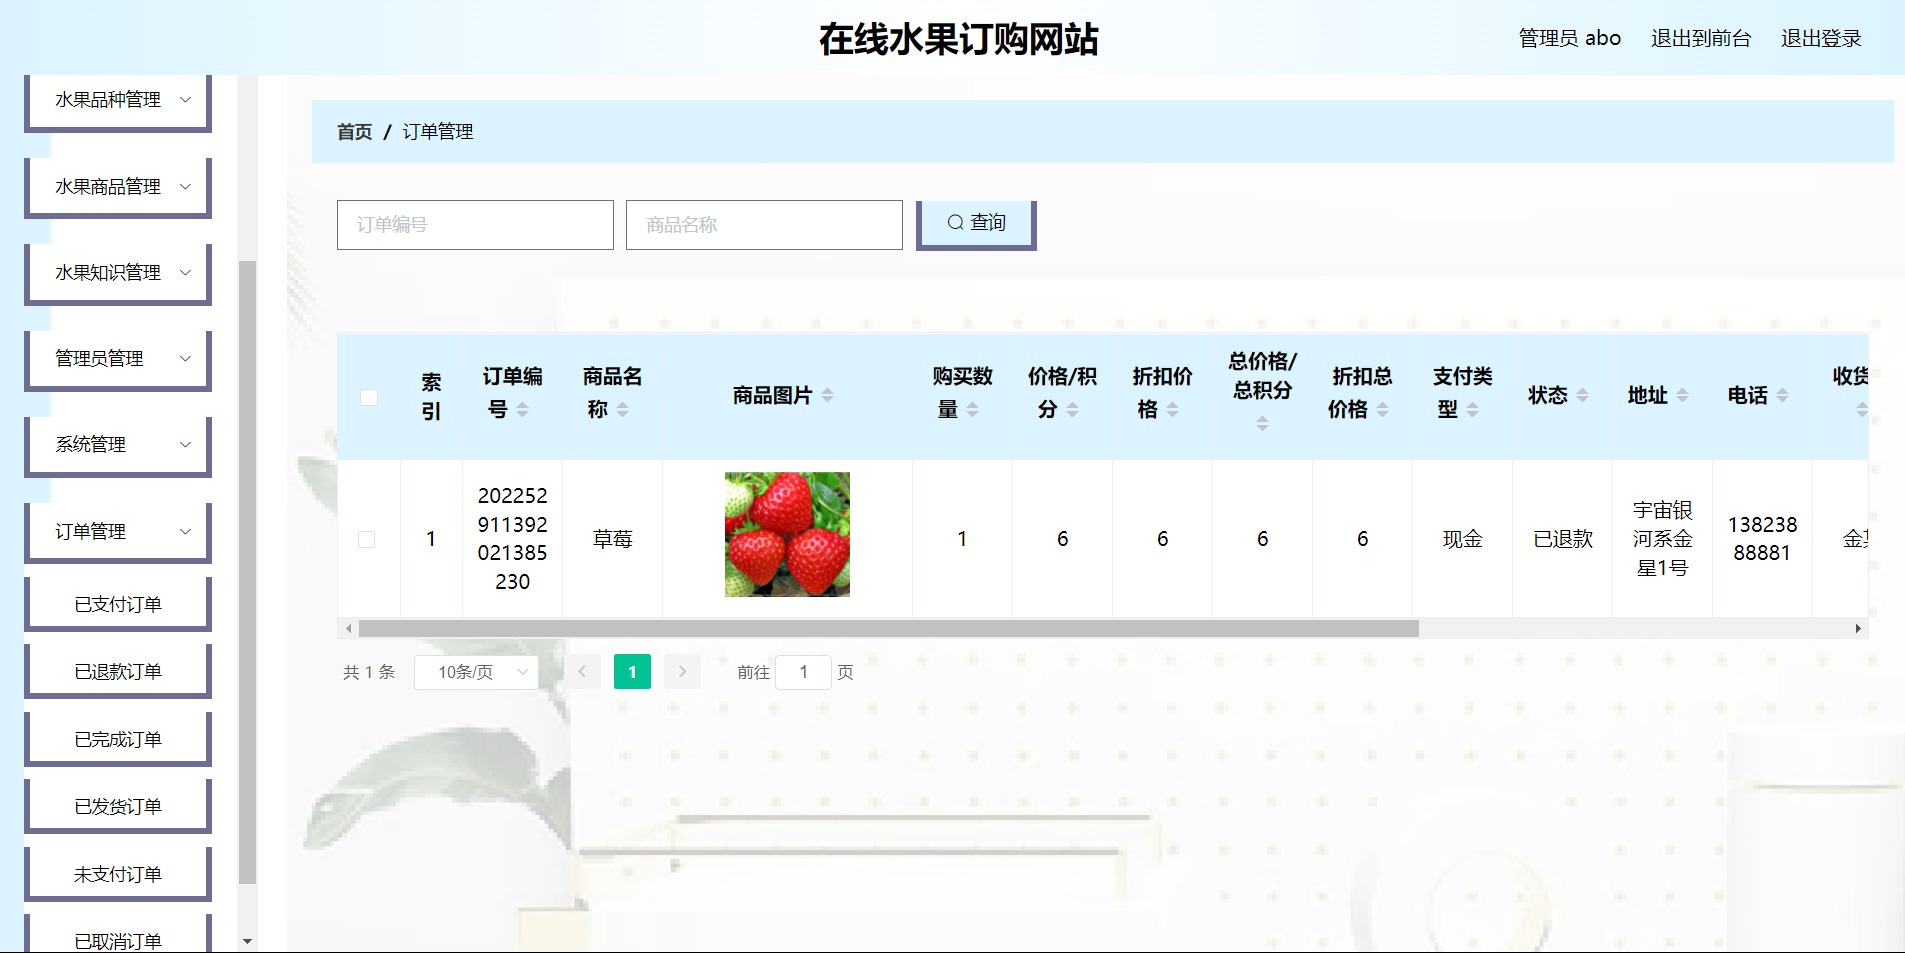 在线水果订购网站
管理员 abo
退出到前台
退出登录
水果品种管理
水果商品管理
水果知识管理
管理员管理
系统管理
订单管理
已支付订单
已退款订单
已完成订单
已发货订单
未支付订单
已取消订单
首页 / 订单管理
订单编号
商品名称
查询
索
引
订单编
号
商品名
称
商品图片
购买数
量
价格/积
分
折扣价
格
总价格/
总积分
折扣总
价格
支付类
型
状态
地址
电话
收货
1
202252
911392
021385
230
草莓
1
6
6
6
6
现金
已退款
宇宙银
河系金
星1号
138238
88881
金
共 1 条
10条/页
1
前往 1 页